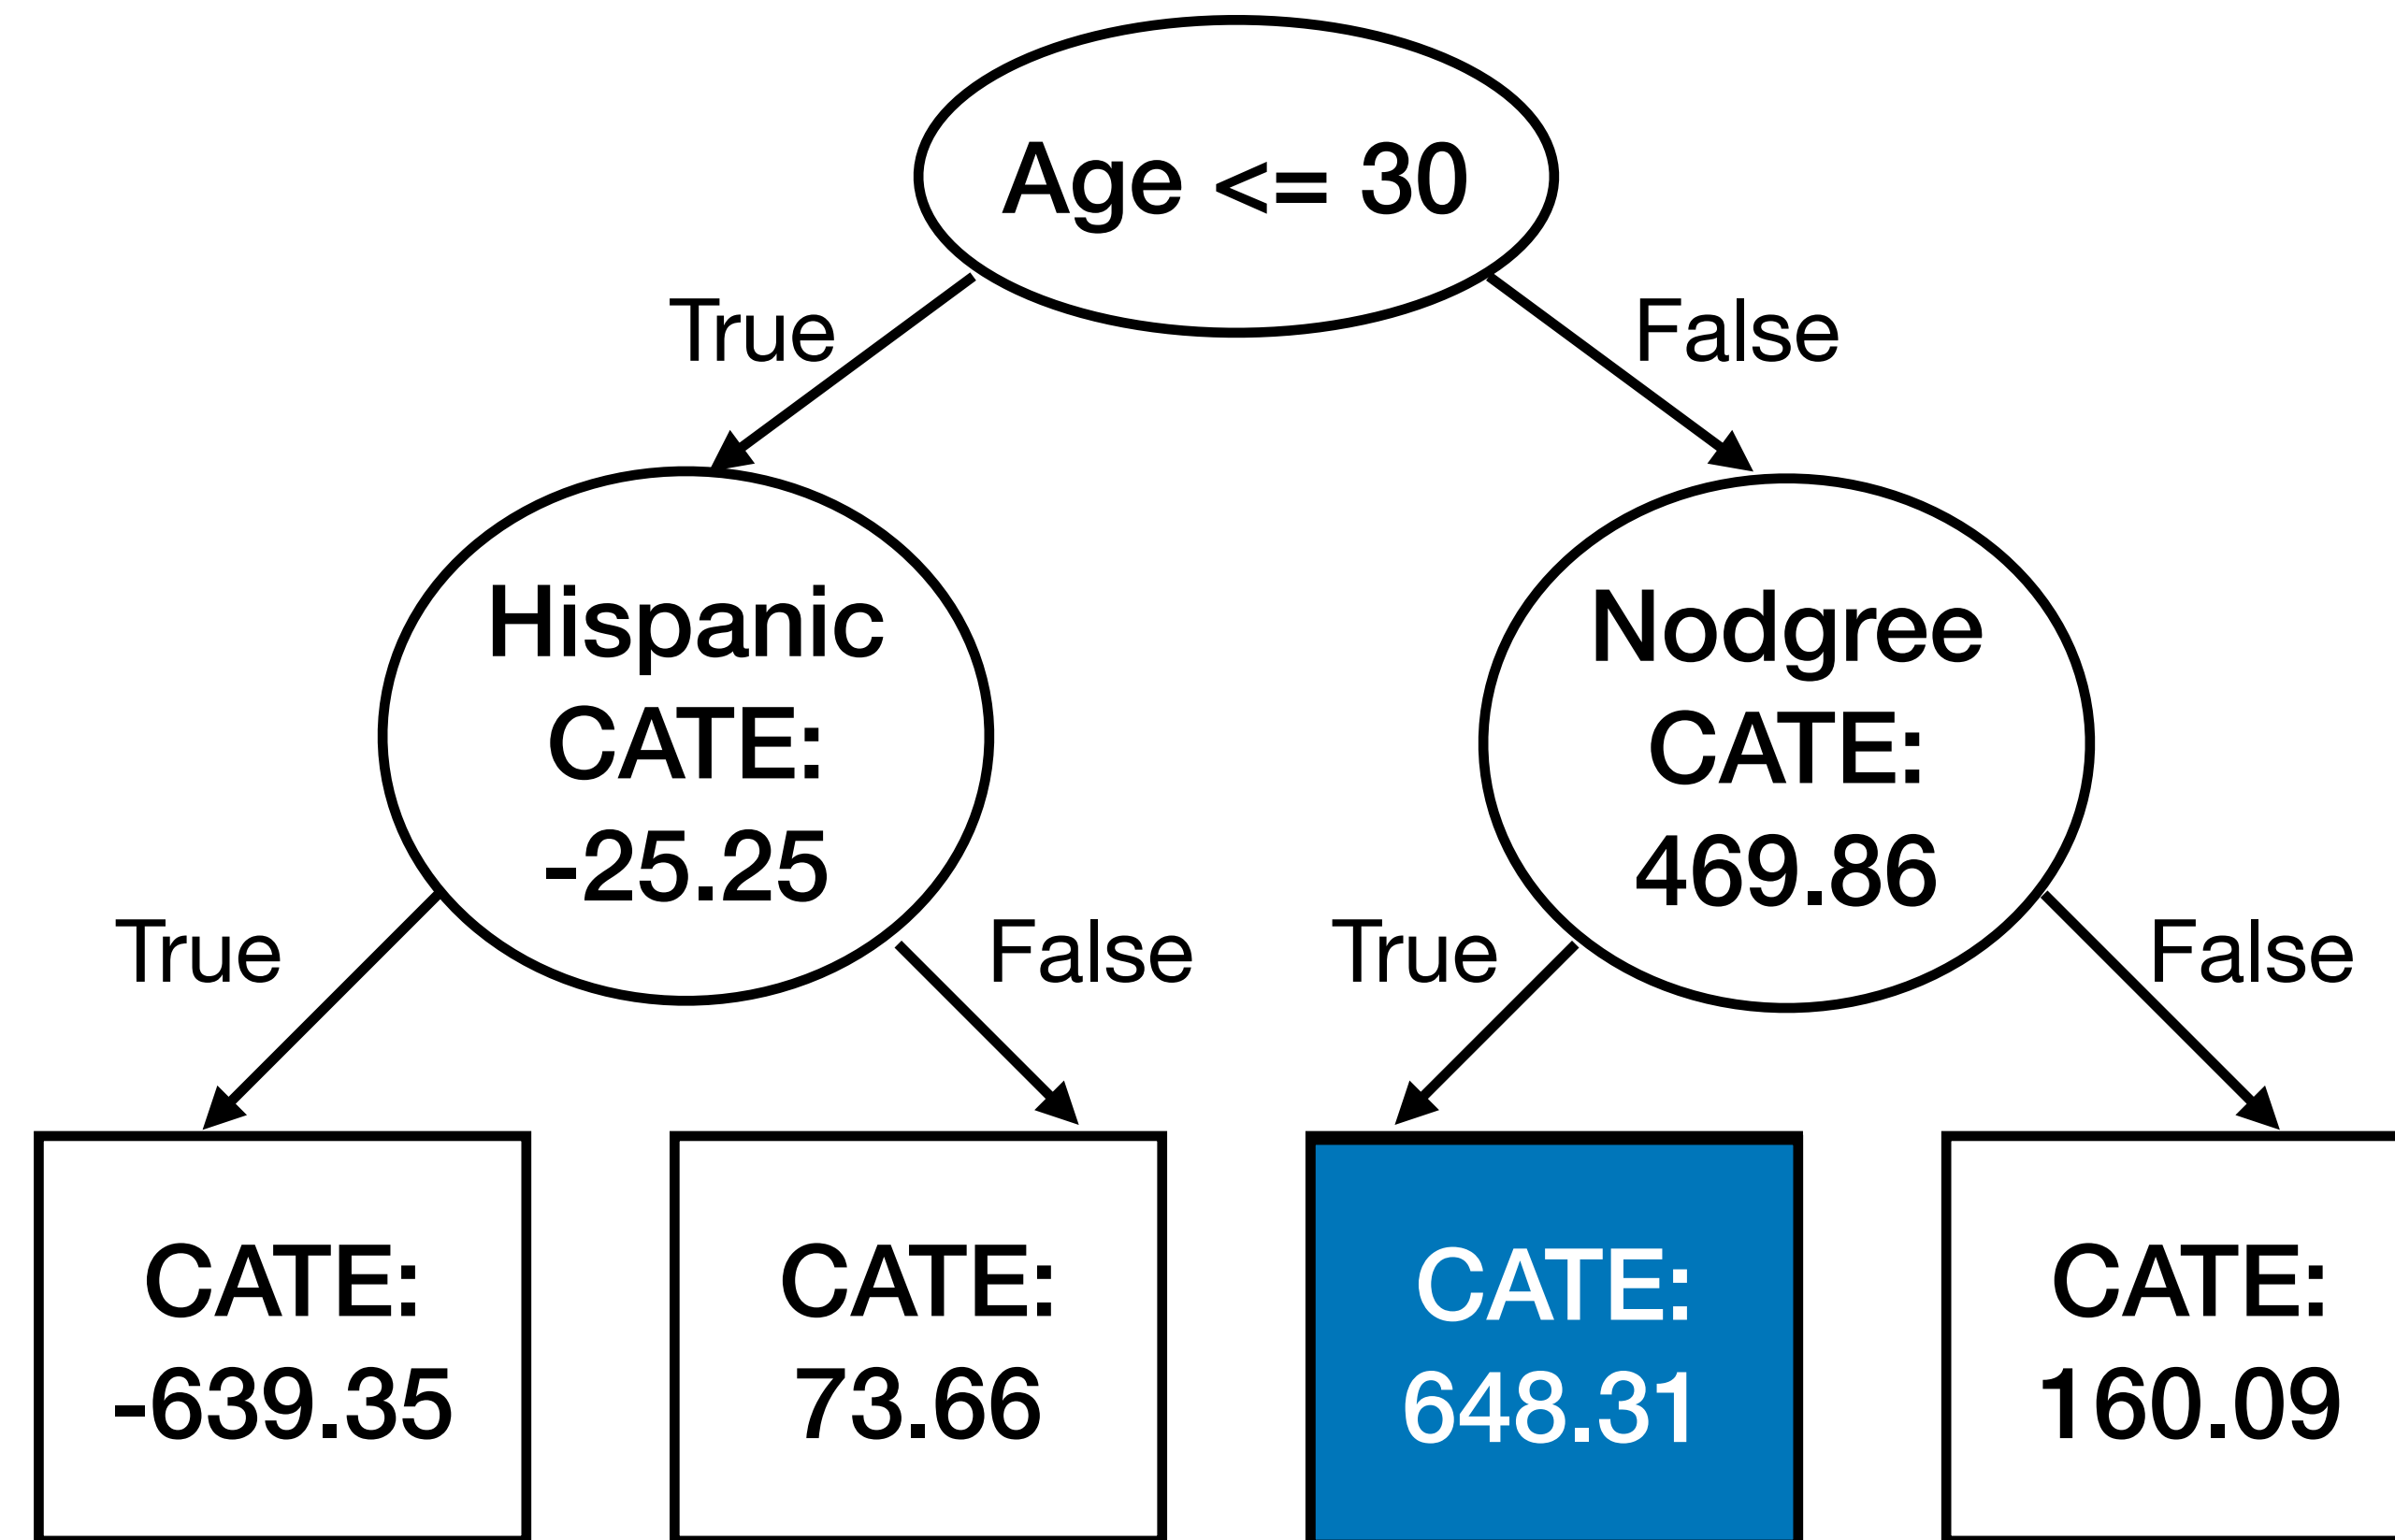 Age <= 30
True
False
Hispanic
CATE:
-25.25
Nodgree
CATE:
469.86
True
False
True
False
CATE:
-639.35
CATE:
73.66
CATE:
648.31
CATE:
160.09